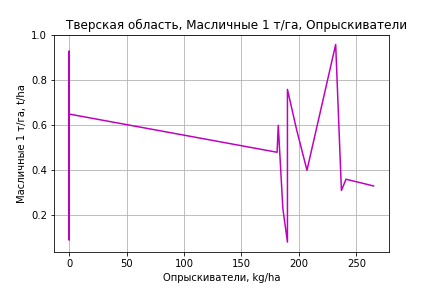 Тверская область, Масличные 1 т/га, Опрыскиватели
1.0
0.8
0.6
0.4
0.2
Масличные 1 т/га, t/ha
0 50 100 150 200 250
Опрыскиватели, kg/ha